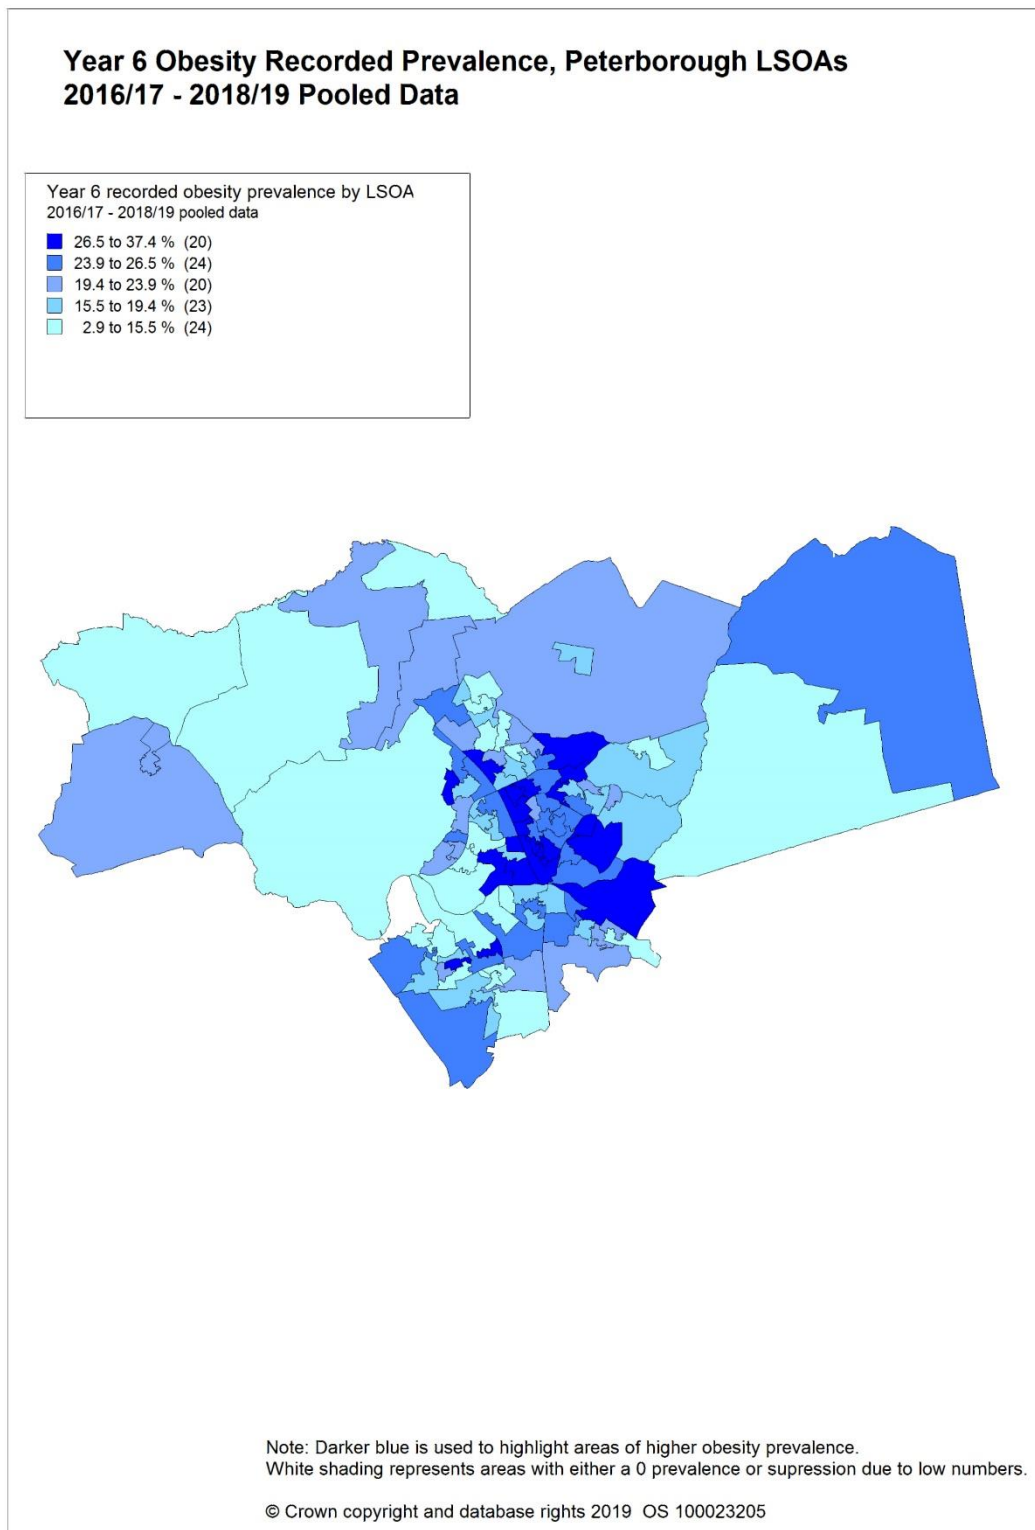 Year 6 Obesity Recorded Prevalence, Peterborough LSOAs
2016/17 - 2018/19 Pooled Data
Year 6 recorded obesity prevalence by LSOA
2016/17 - 2018/19 pooled data
26.5 to 37.4 % (20)
23.9 to 26.5 % (24)
19.4 to 23.9 % (20)
15.5 to 19.4 % (23)
2.9 to 15.5 % (24)
Note: Darker blue is used to highlight areas of higher obesity prevalence.
White shading represents areas with either a 0 prevalence or supression due to low numbers.
© Crown copyright and database rights 2019 OS 100023205